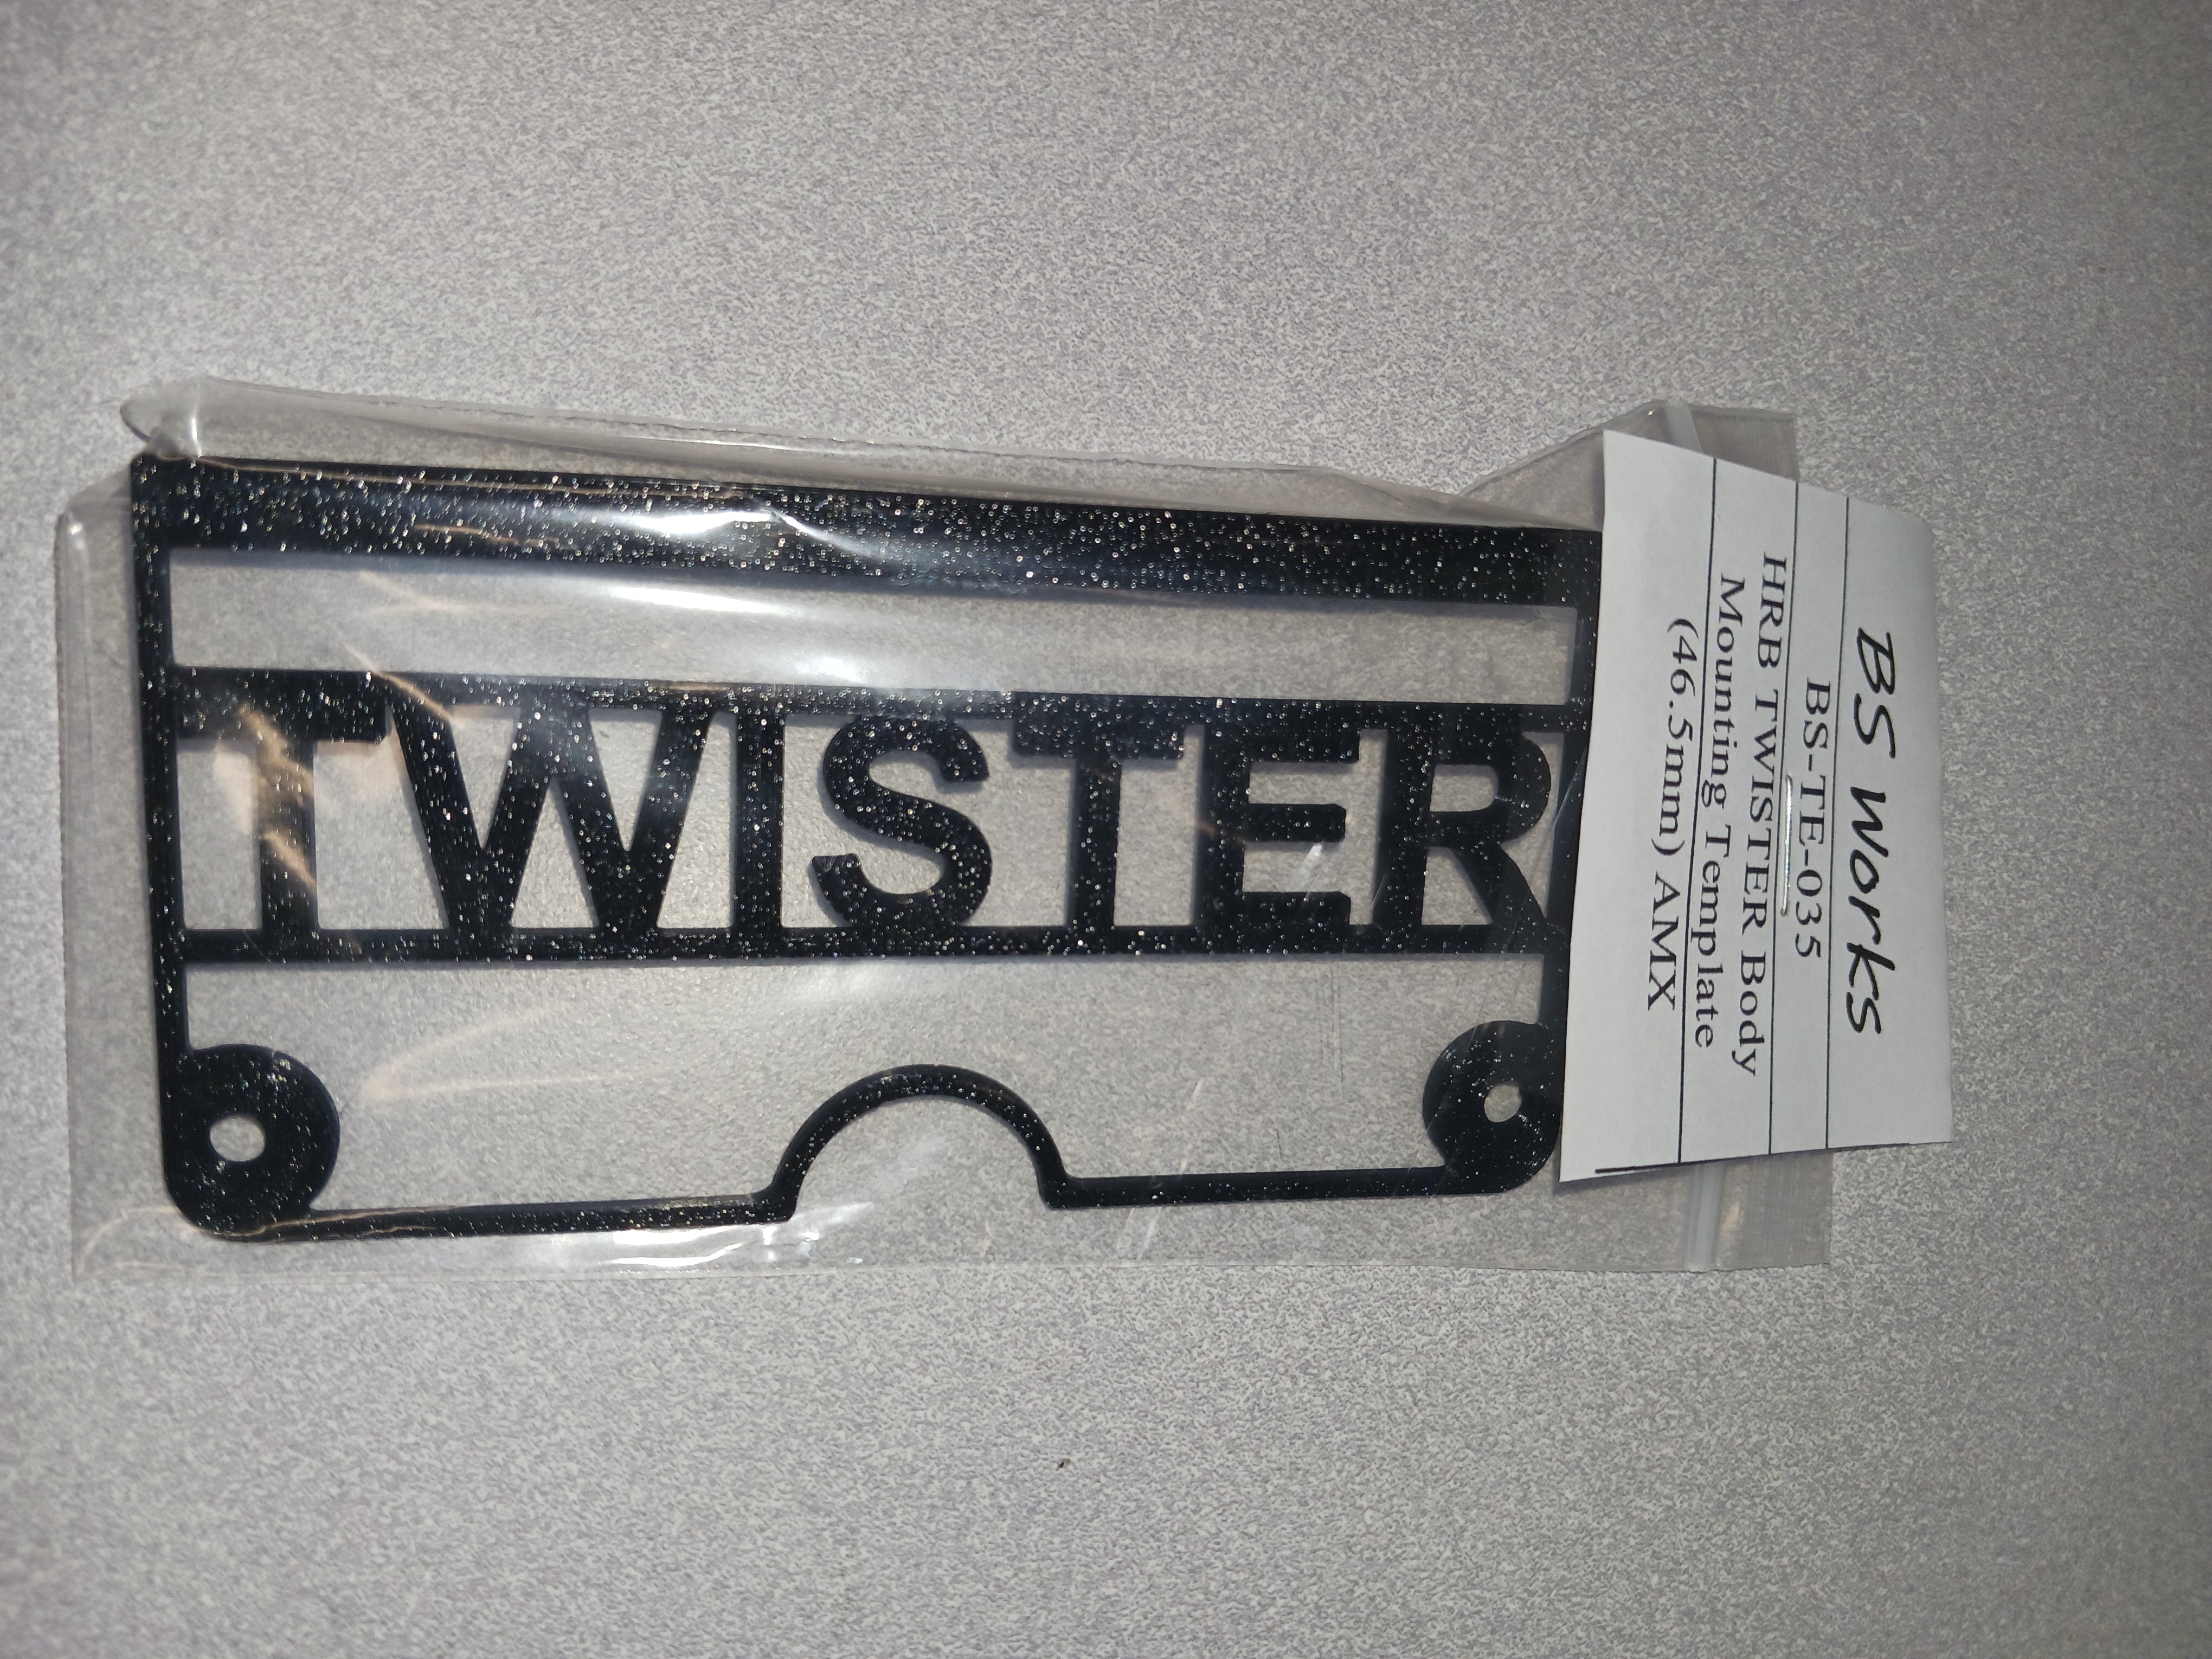 TWISTER
BS Works
BS-TE-035
HRB TWISTER Body
Mounting Template
(46.5mm) AMX